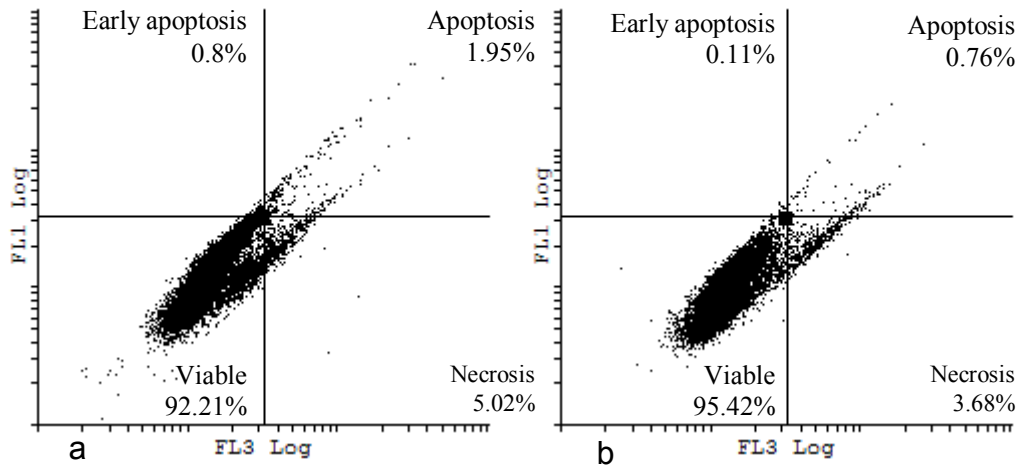 Early apoptosis
0.8%
Apoptosis
1.95%
FL1 Log
Viable
92.21%
Necrosis
5.02%
a
FL3 Log
Early apoptosis
0.11%
Apoptosis
0.76%
FL1 Log
Viable
95.42%
Necrosis
3.68%
b
FL3 Log